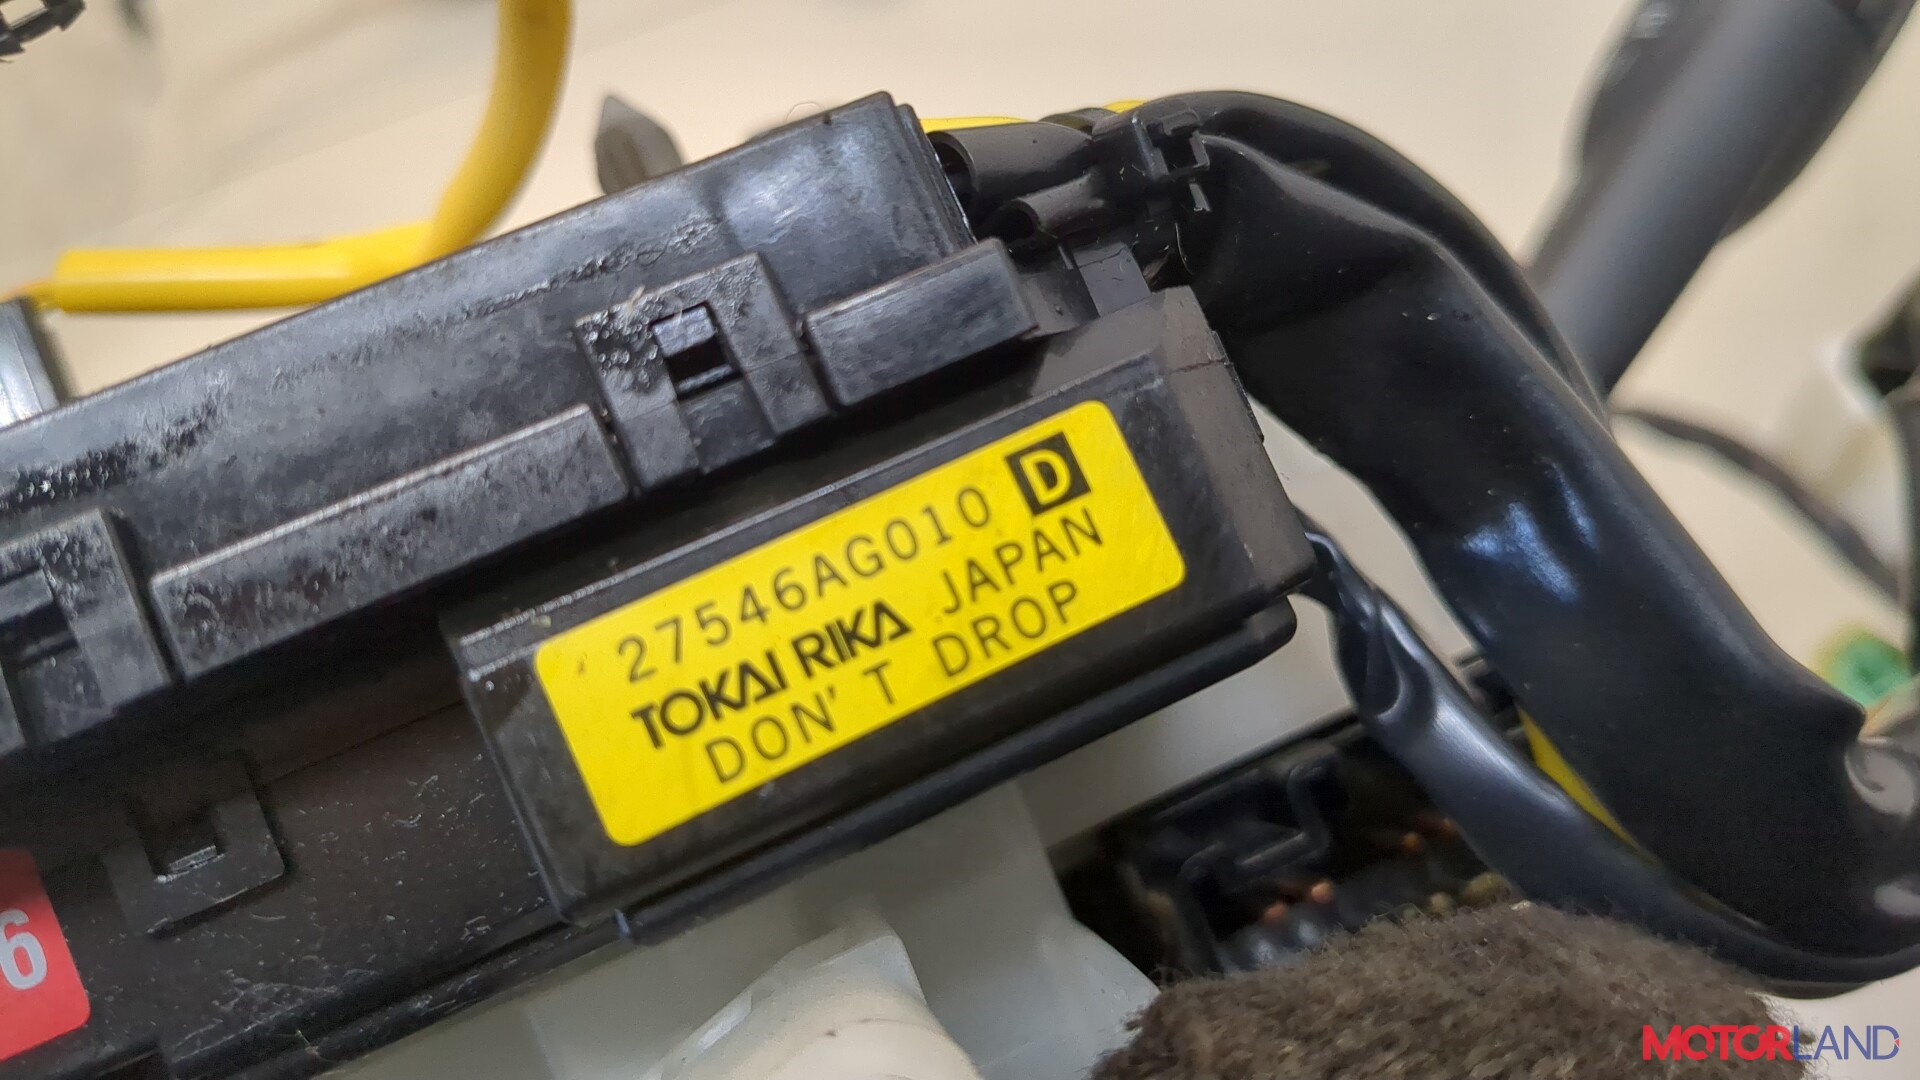 27546AG010 D
TOKAI RIKA JAPAN
DON'T DROP
6
MOTORLAND